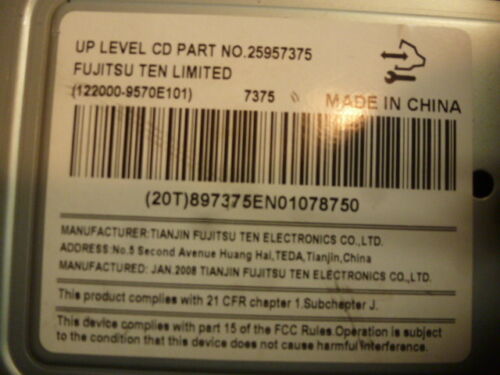 UP LEVEL CD PART NO.25957375
FUJITSU TEN LIMITED
(122000-9570E101) 7375
MADE IN CHINA
(20T)897375EN01078750
MANUFACTURER:TIANJIN FUJITSU TEN ELECTRONICS CO.,LTD.
ADDRESS:No.5 Second Avenue Huang Hai,TEDA,Tianjin,China
MANUFACTURED: JAN 2008 TIANJIN FUJITSU TEN ELECTRONICS CO.,LTD.
This product complies with 21 CFR chapter 1.Subchapter J.
This device complies with part 15 of the FCC Rules.Operation is subject
to the condition that this device does not cause harmful interference.